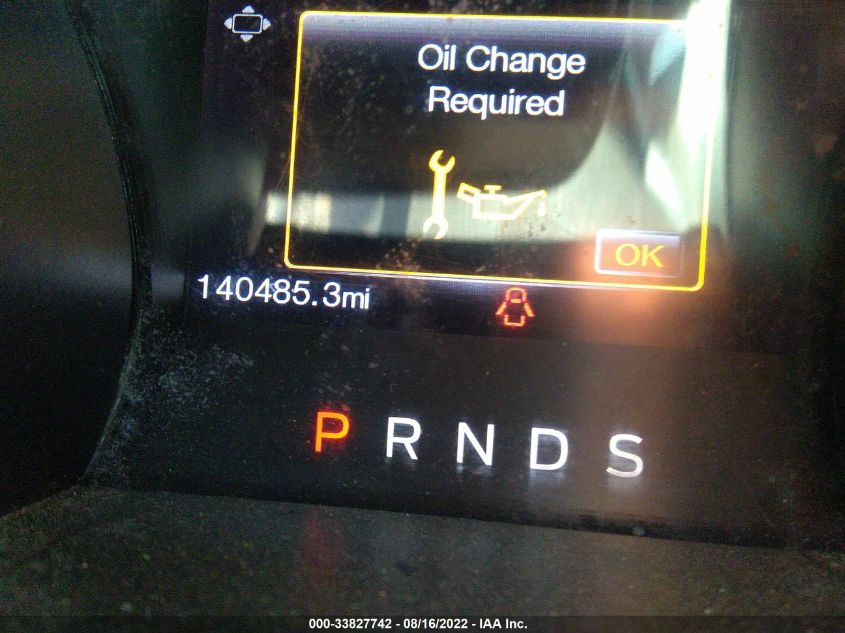 Oil Change
Required
OK
140485.3mi
P R N D S
000-33827742 - 08/16/2022 - IAA Inc.